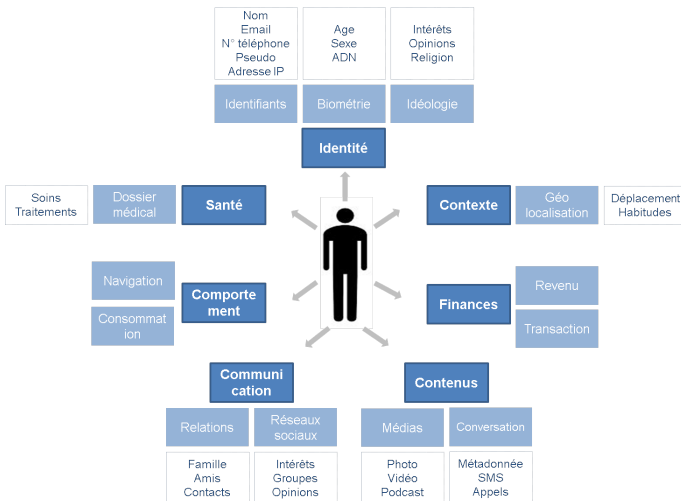 Nom
Email
N° téléphone
Pseudo
Adresse IP
Age
Sexe
ADN
Intérêts
Opinions
Religion
Identifiants
Biométrie
Idéologie
Identité
Soins
Traitements
Dossier
médical
Santé
Contexte
Géo
localisation
Déplacement
Habitudes
Navigation
Consommat
ion
Comporte
ment
Finances
Revenu
Transaction
Communi
cation
Contenus
Relations
Réseaux
sociaux
Médias
Conversation
Famille
Amis
Contacts
Intérêts
Groupes
Opinions
Photo
Vidéo
Podcast
Métadonnée
SMS
Appels